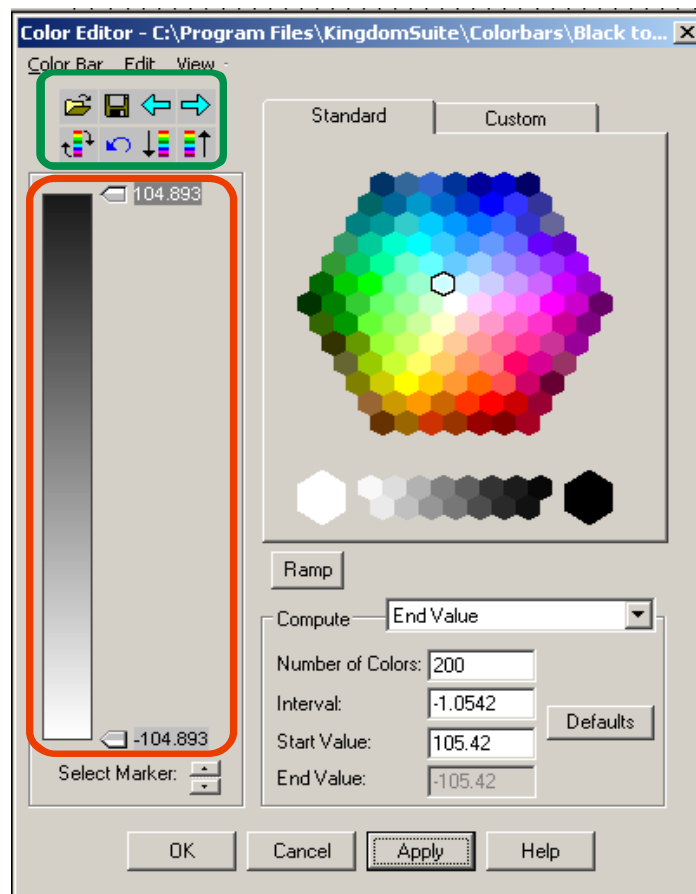 Color Editor - C:\Program Files\KingdomSuite\Colorbars\Black to...
Color Bar Edit View
Standard Custom
104.893
-104.893
Select Marker:
Ramp
Compute End Value
Number of Colors: 200
Interval: -1.0542
Start Value: 105.42
End Value: -105.42
Defaults
OK Cancel Apply Help